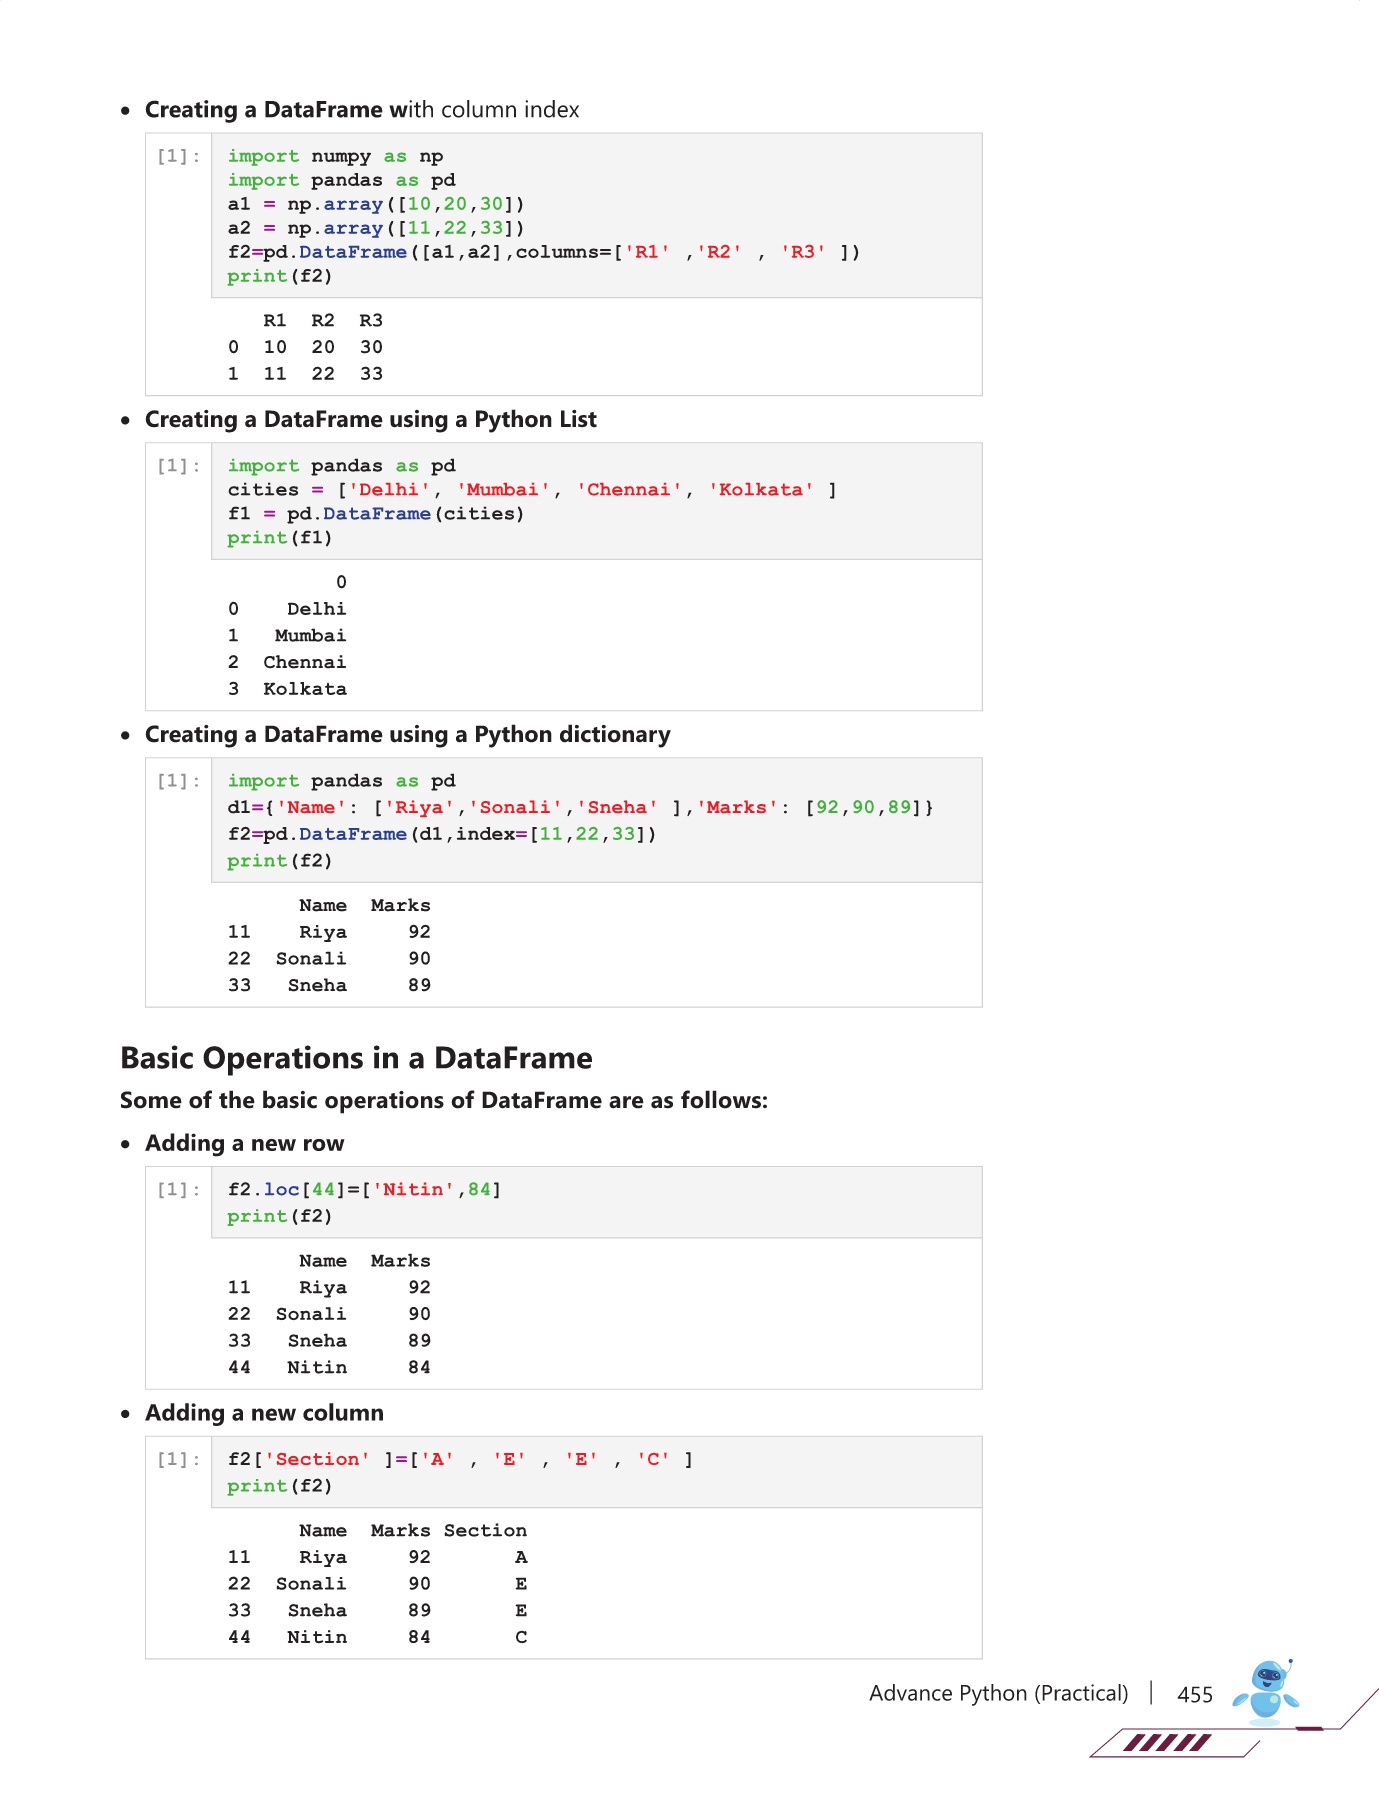 • Creating a DataFrame with column index
[1]: import numpy as np
import pandas as pd
a1 = np.array([10,20,30])
a2 = np.array([11,22,33])
f2=pd.DataFrame([a1,a2],columns=['R1' ,'R2' , 'R3' ])
print(f2)
   R1  R2  R3
0  10  20  30
1  11  22  33
• Creating a DataFrame using a Python List
[1]: import pandas as pd
cities = ['Delhi', 'Mumbai', 'Chennai', 'Kolkata' ]
f1 = pd.DataFrame(cities)
print(f1)
         0
0    Delhi
1   Mumbai
2  Chennai
3  Kolkata
• Creating a DataFrame using a Python dictionary
[1]: import pandas as pd
d1={'Name': ['Riya','Sonali','Sneha' ],'Marks': [92,90,89]}
f2=pd.DataFrame(d1,index=[11,22,33])
print(f2)
      Name  Marks
11    Riya     92
22  Sonali     90
33   Sneha     89
Basic Operations in a DataFrame
Some of the basic operations of DataFrame are as follows:
• Adding a new row
[1]: f2.loc[44]=['Nitin',84]
print(f2)
      Name  Marks
11    Riya     92
22  Sonali     90
33   Sneha     89
44   Nitin     84
• Adding a new column
[1]: f2['Section' ]=['A' , 'E' , 'E' , 'C' ]
print(f2)
      Name  Marks Section
11    Riya     92       A
22  Sonali     90       E
33   Sneha     89       E
44   Nitin     84       C
Advance Python (Practical) | 455